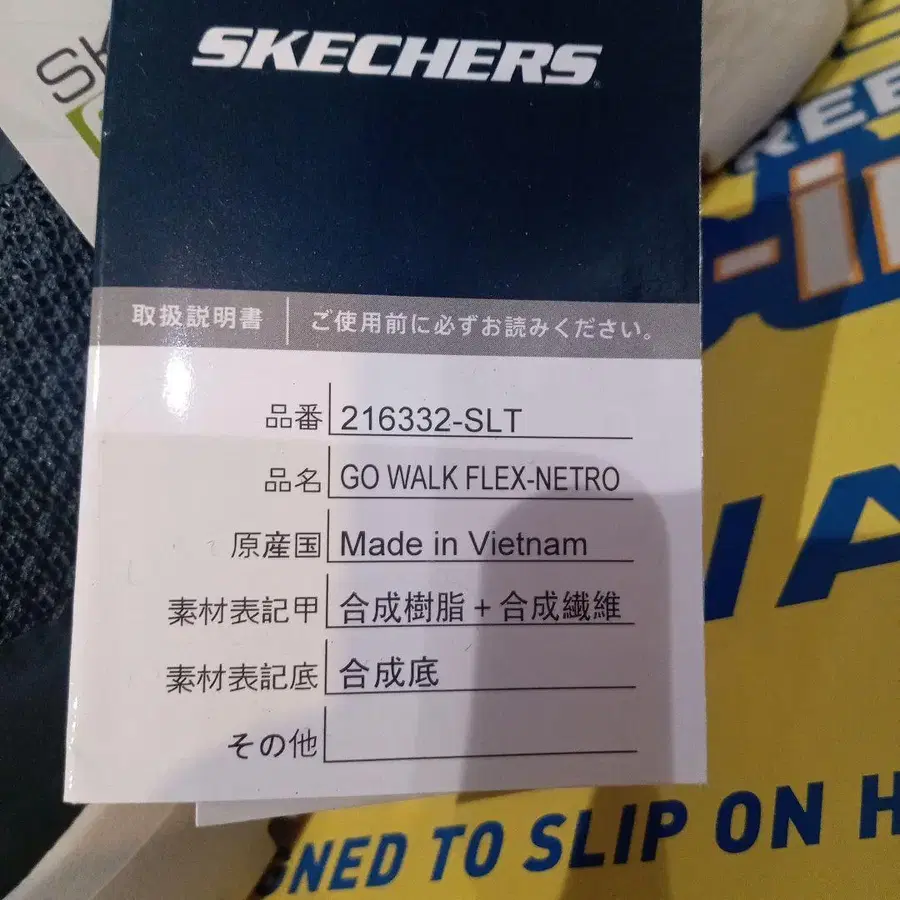 SKECHERS
取扱説明書 ご使用前に必ずお読みください。
品番 216332-SLT
品名 GO WALK FLEX-NETRO
原産国 Made in Vietnam
素材表記甲 合成樹脂 + 合成繊維
素材表記底 合成底
その他
TO SLIP ON